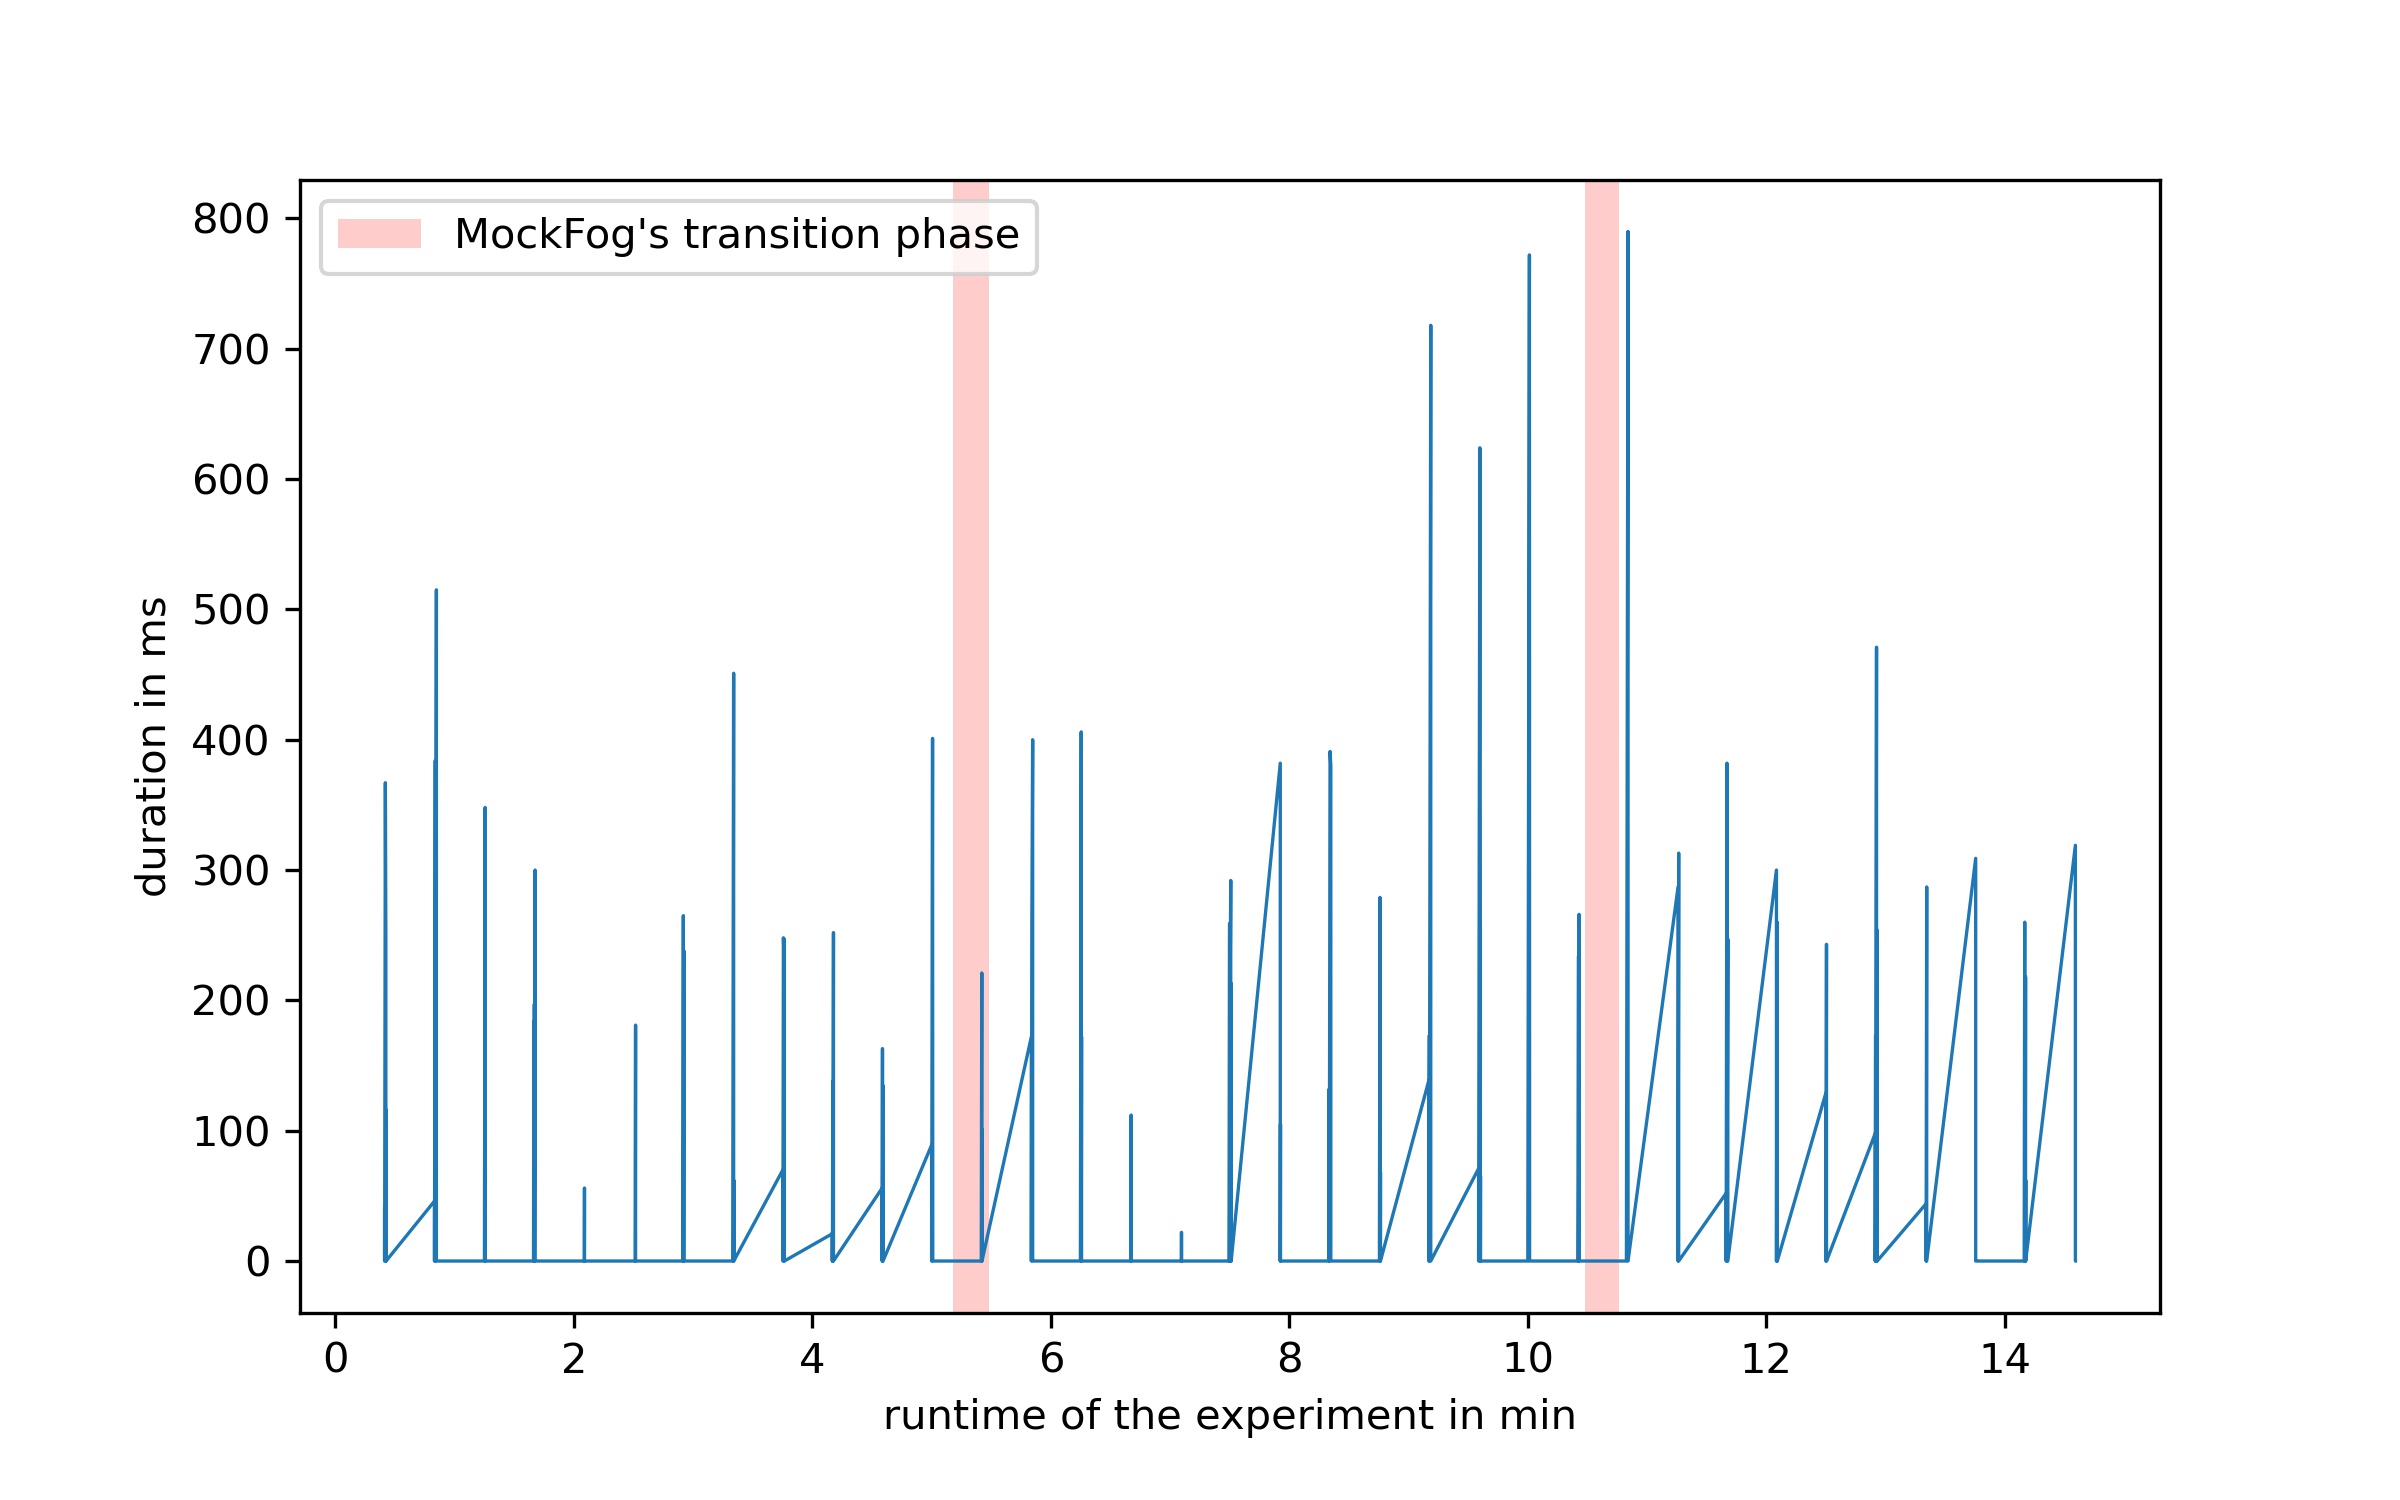 MockFog's transition phase
800
700
600
500
400
300
200
100
0
duration in ms
0 2 4 6 8 10 12 14
runtime of the experiment in min